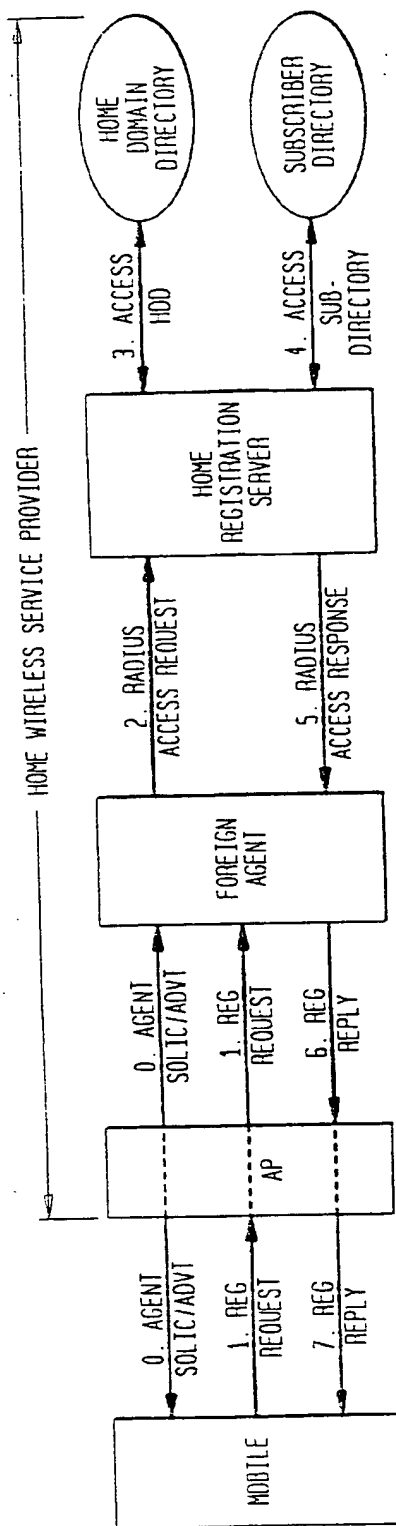 HOME WIRELESS SERVICE PROVIDER
MOBILE
0. AGENT
SOLIC/ADVT
1. REG
REQUEST
7. REG
REPLY
AP
0. AGENT
SOLIC/ADVT
1. REG
REQUEST
6. REG
REPLY
FOREIGN
AGENT
2. RADIUS
ACCESS REQUEST
5. RADIUS
ACCESS RESPONSE
HOME
REGISTRATION
SERVER
3. ACCESS
HDD
4. ACCESS
SUB-
DIRECTORY
HOME
DOMAIN
DIRECTORY
SUBSCRIBER
DIRECTORY